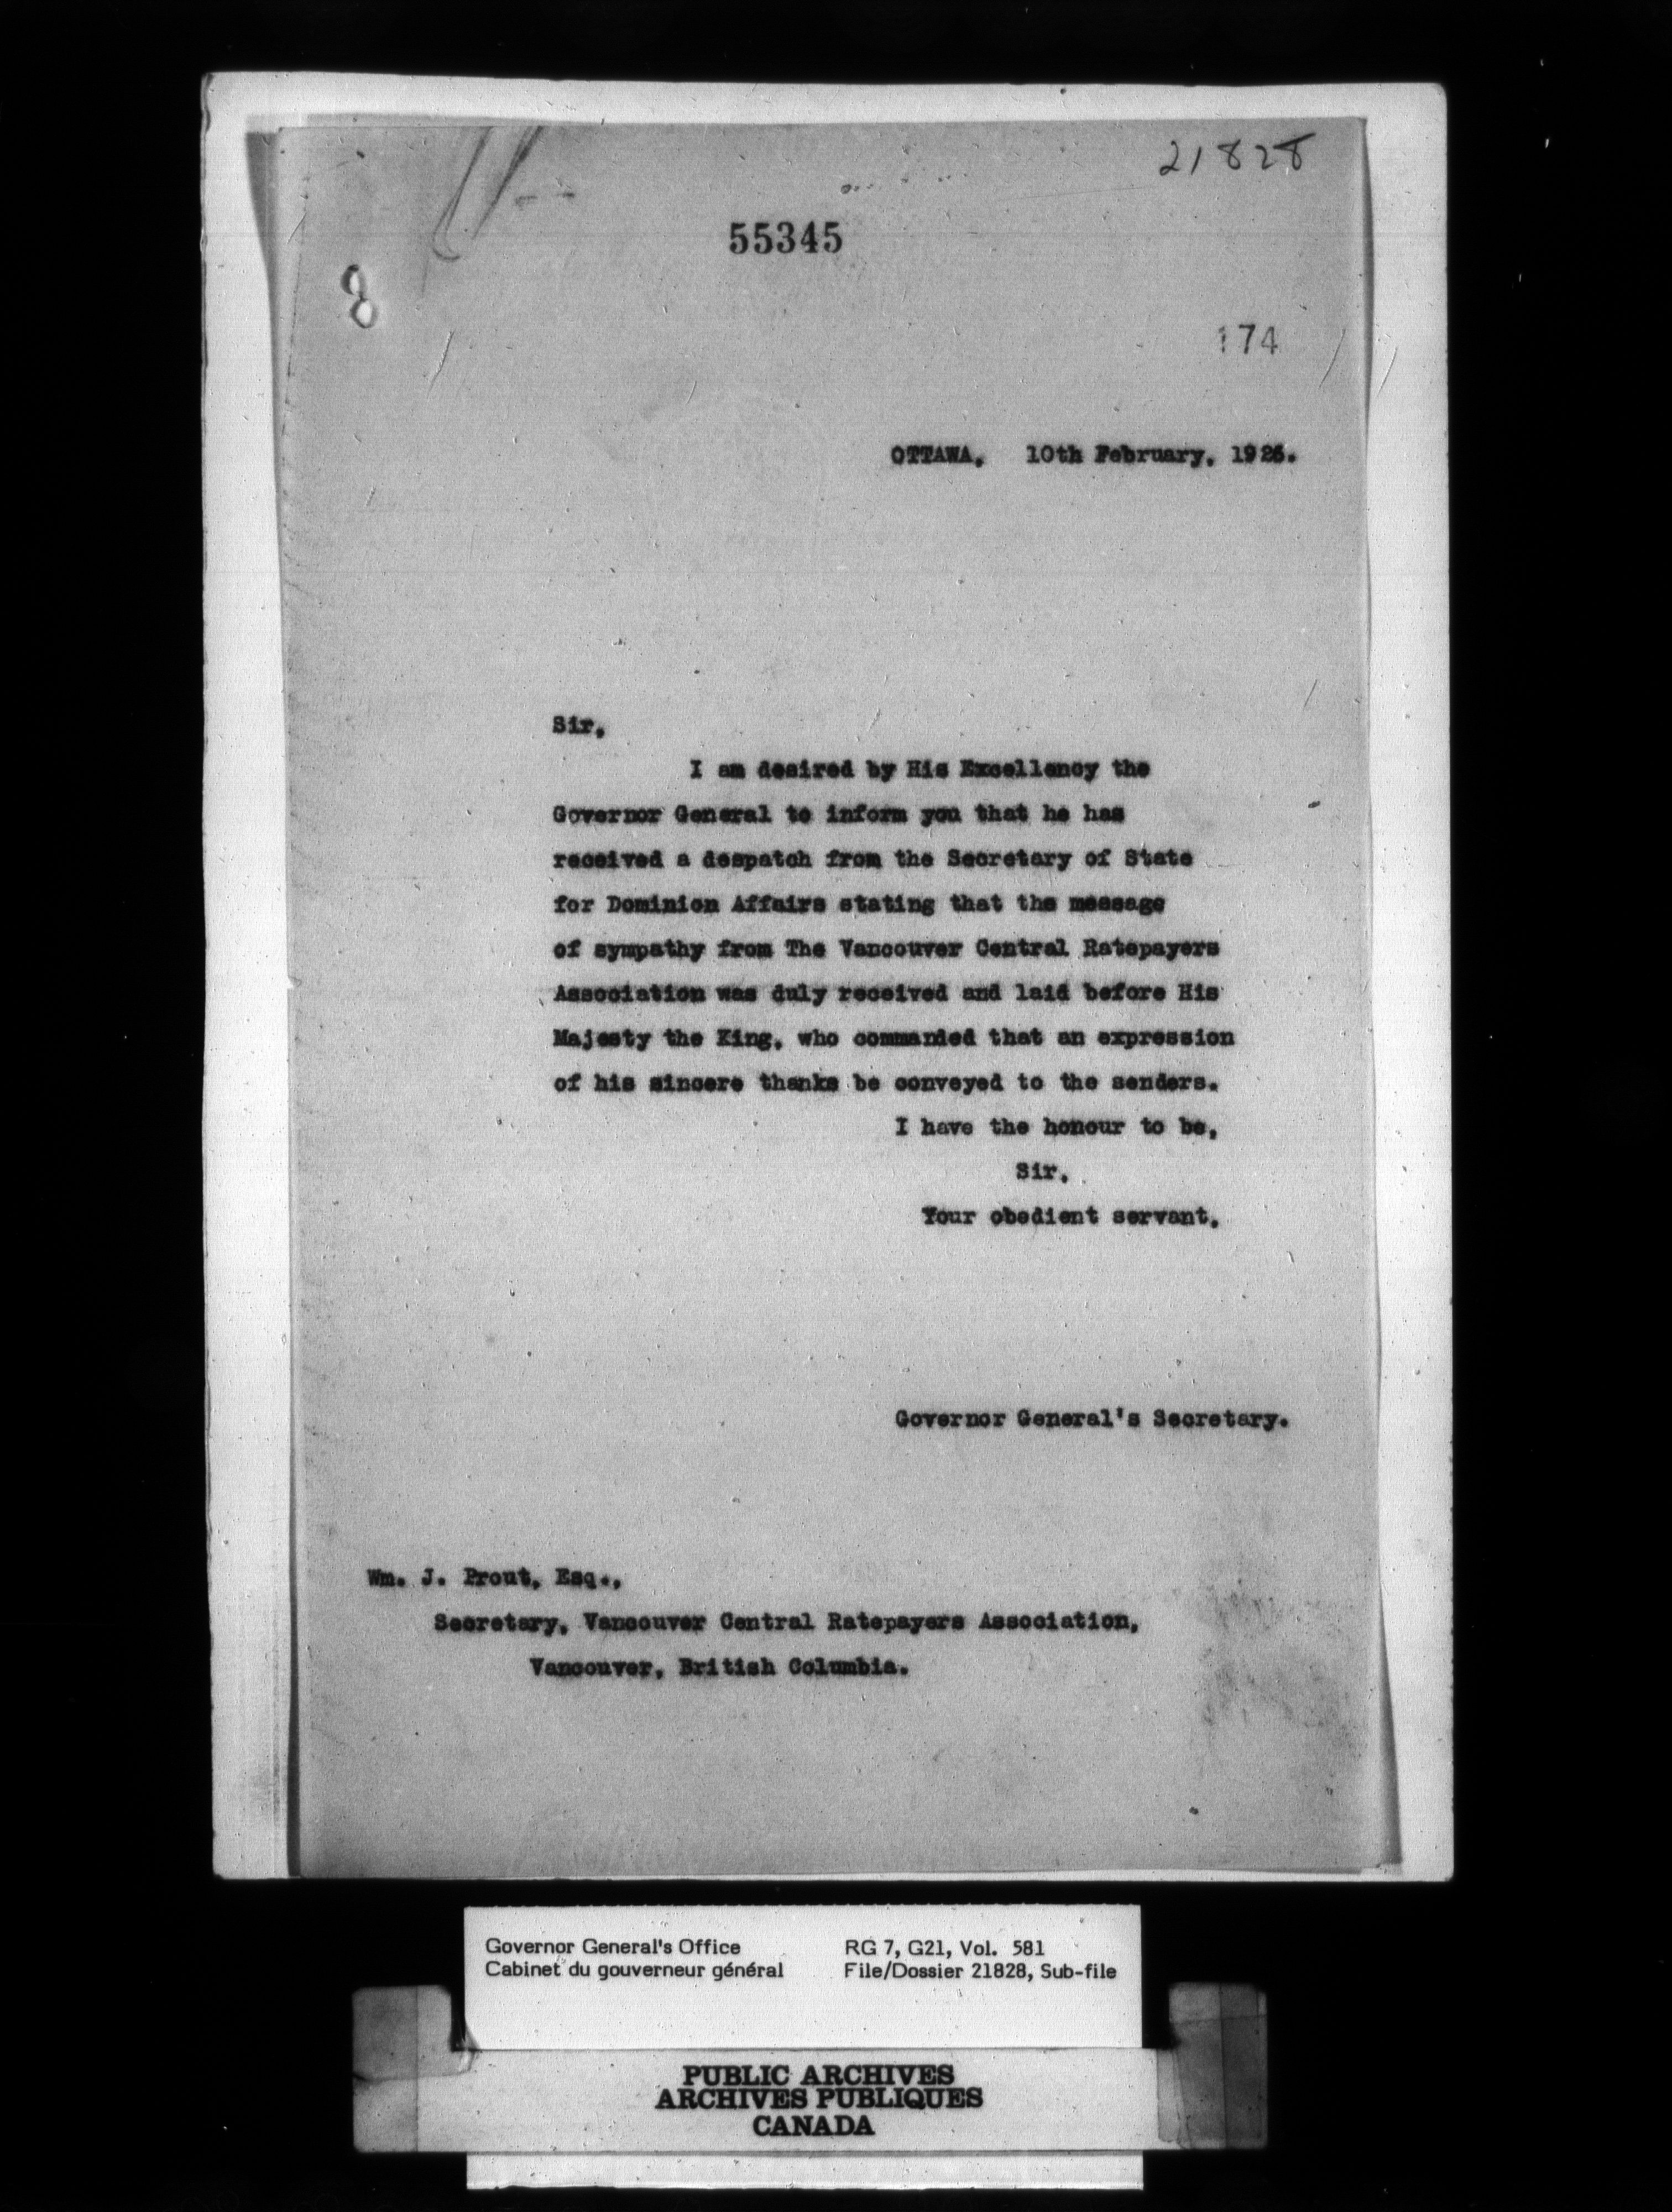 21828
55345
174
OTTAWA, 10th February, 1926.
Sir,
I am desired by His Excellency the
Governor General to inform you that he has
received a despatch from the Secretary of State
for Dominion Affairs stating that the message
of sympathy from The Vancouver Central Ratepayers
Association was duly received and laid before His
Majesty the King, who commanded that an expression
of his sincere thanks be conveyed to the senders.
I have the honour to be,
Sir,
Your obedient servant,
Governor General's Secretary.
Wm. J. Prout, Esq.,
Secretary, Vancouver Central Ratepayers Association,
Vancouver, British Columbia.
Governor General's Office RG 7, G21, Vol. 581
Cabinet du gouverneur général File/Dossier 21828, Sub-file
PUBLIC ARCHIVES
ARCHIVES PUBLIQUES
CANADA